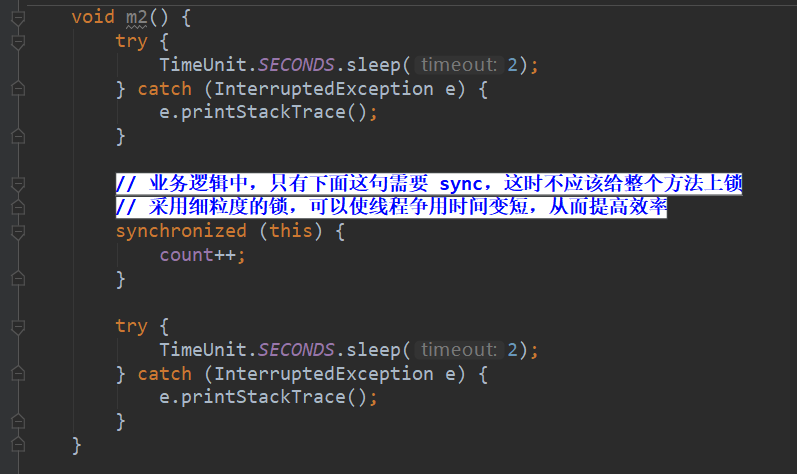 void m2() {
try {
TimeUnit.SECONDS.sleep( timeout: 2);
} catch (InterruptedException e) {
e.printStackTrace();
}
// 业务逻辑中，只有下面这句需要 sync，这时不应该给整个方法上锁
// 采用细粒度的锁，可以使线程争用时间变短，从而提高效率
synchronized (this) {
count++;
}
try {
TimeUnit.SECONDS.sleep( timeout: 2);
} catch (InterruptedException e) {
e.printStackTrace();
}
}